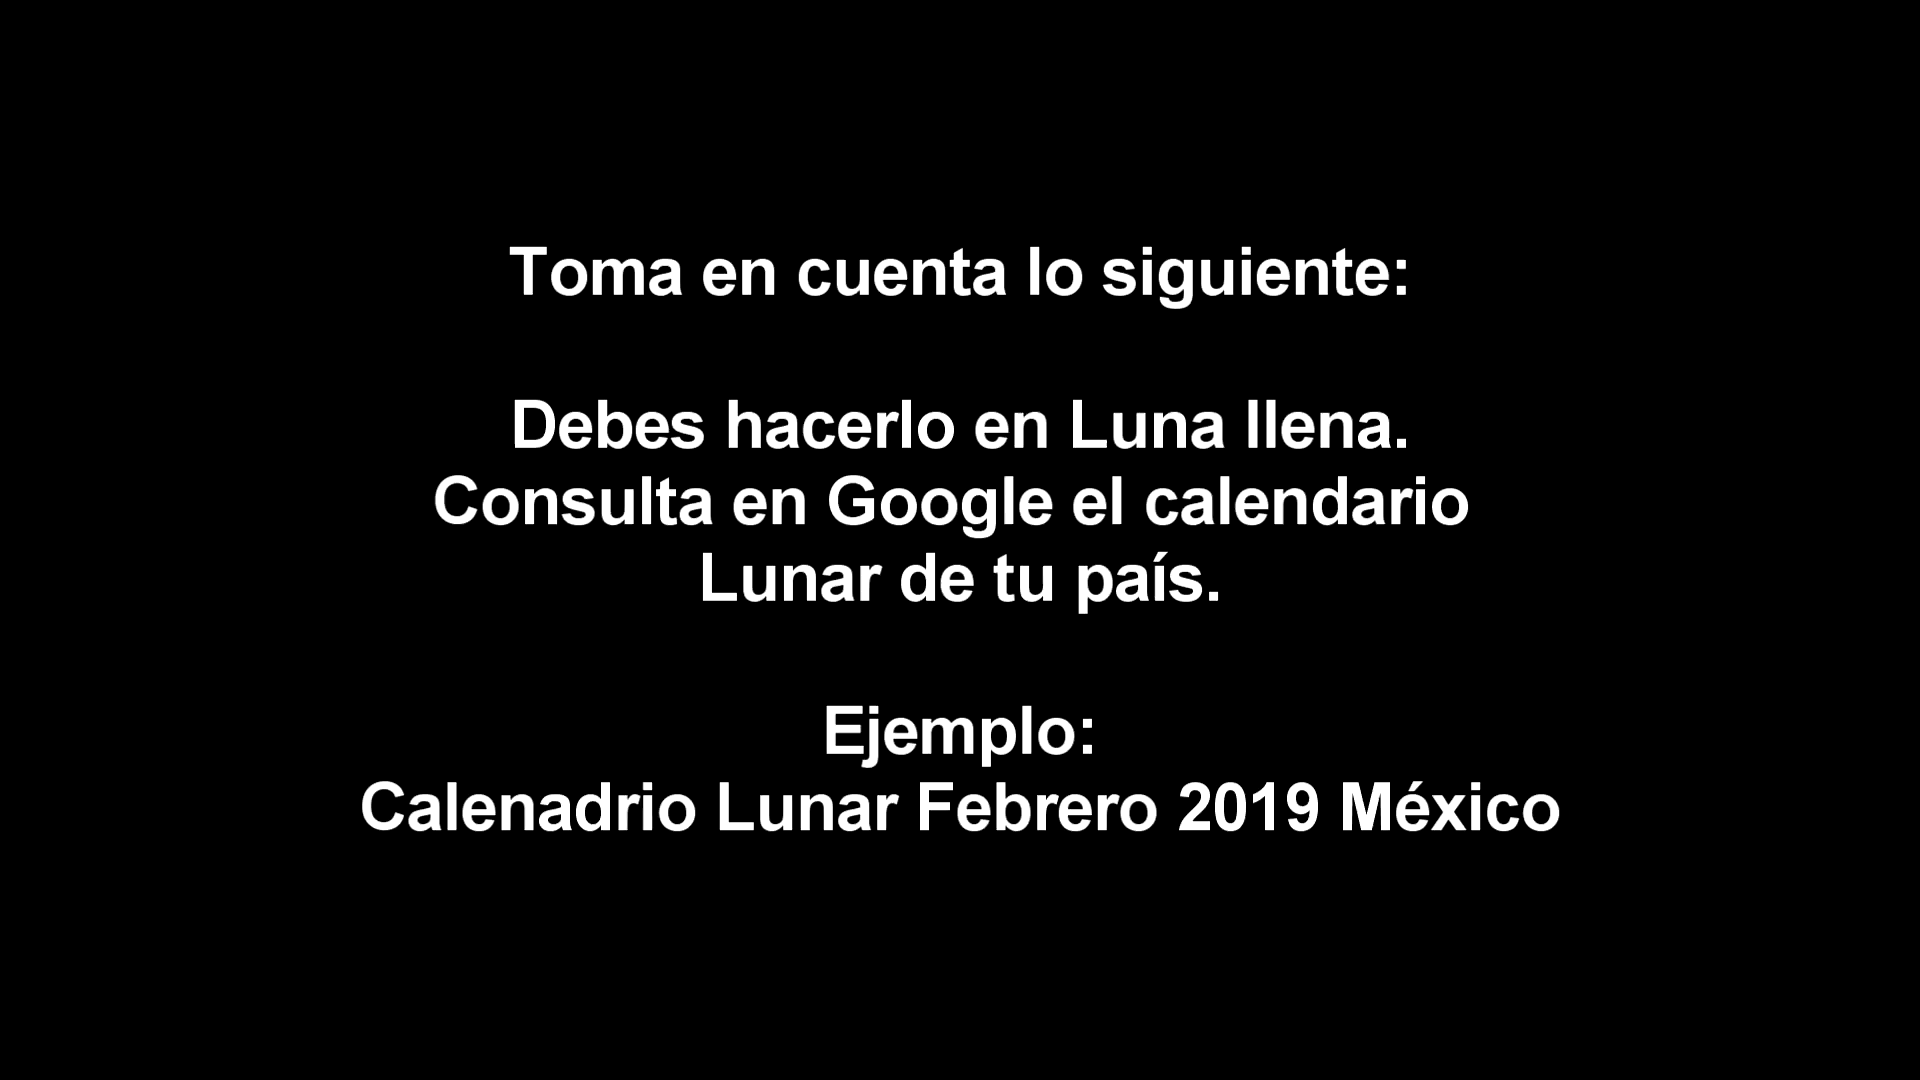 Toma en cuenta lo siguiente:
Debes hacerlo en Luna llena.
Consulta en Google el calendario
Lunar de tu país.
Ejemplo:
Calenadrio Lunar Febrero 2019 México